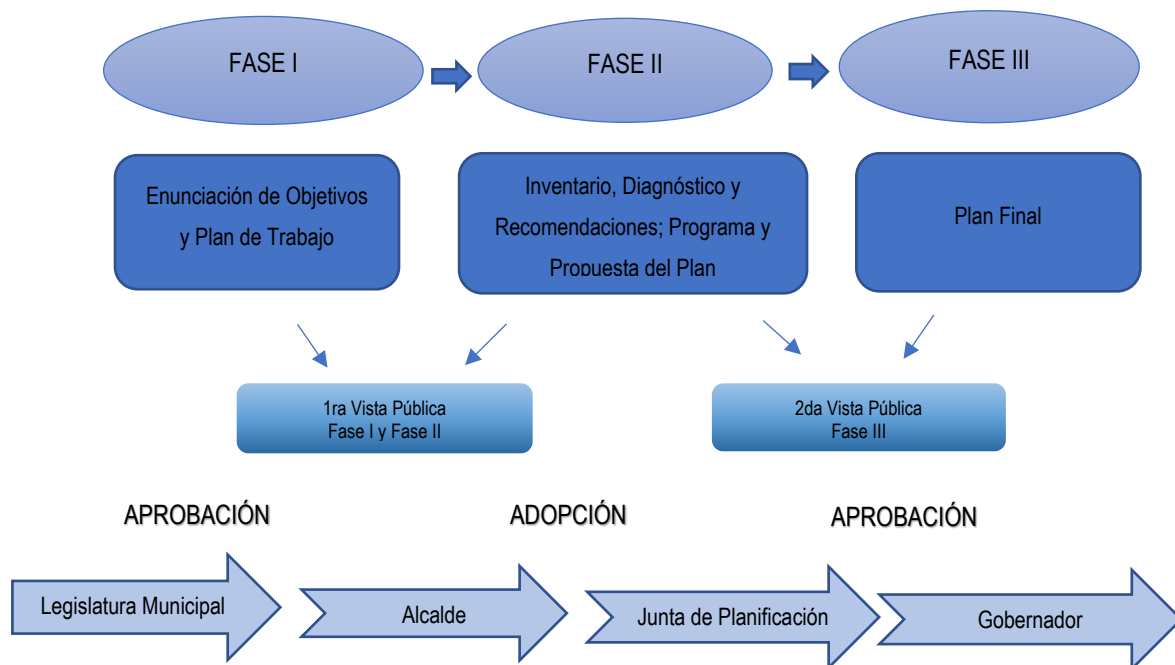 FASE I
FASE II
FASE III
Enunciación de Objetivos
y Plan de Trabajo
Inventario, Diagnóstico y
Recomendaciones; Programa y
Propuesta del Plan
Plan Final
1ra Vista Pública
Fase I y Fase II
2da Vista Pública
Fase III
APROBACIÓN
ADOPCIÓN
APROBACIÓN
Legislatura Municipal
Alcalde
Junta de Planificación
Gobernador